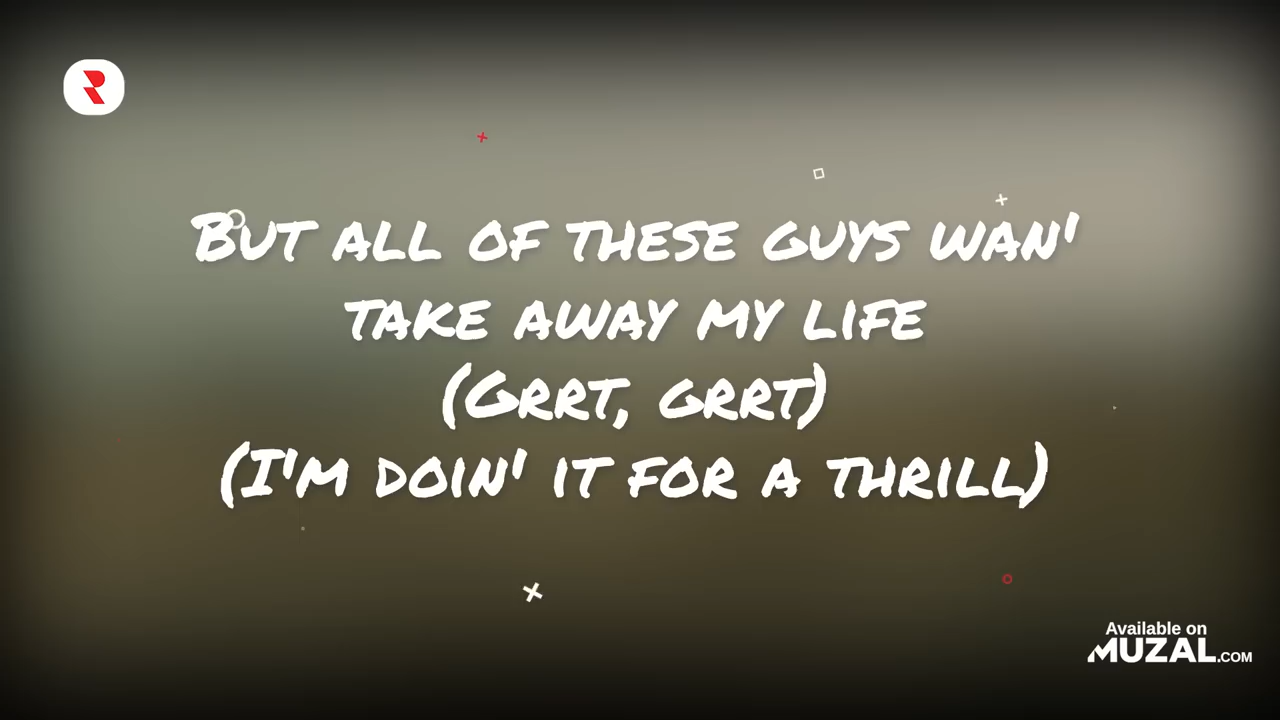 But all of these guys wan'
take away my life
(Grrt, grrt)
(I'm doin' it for a thrill)
Available on
MUZAL.COM